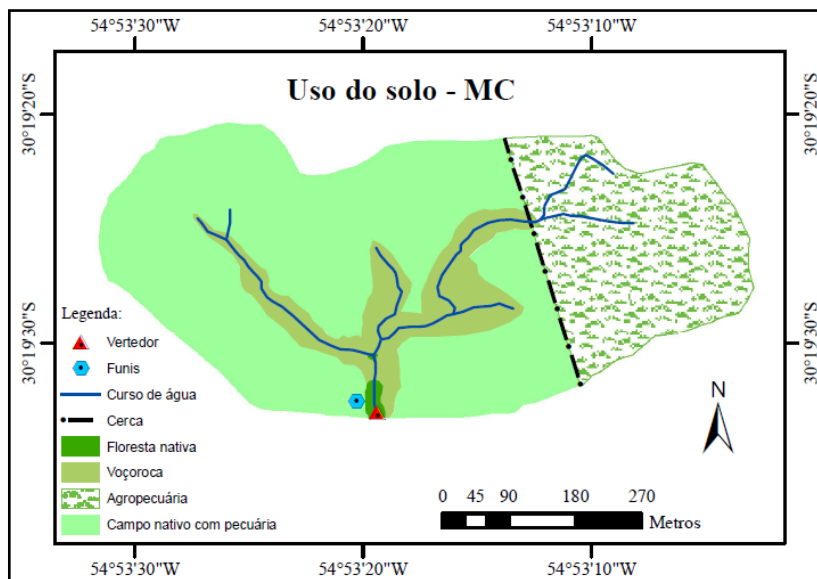 54°53'30"W 54°53'20"W 54°53'10"W
Uso do solo - MC
30°19'20"S 30°19'20"S
30°19'30"S 30°19'30"S
Legenda:
Vertedor
Funis
Curso de água
Cerca
Floresta nativa
Voçoroca
Agropecuária
Campo nativo com pecuária
N
0 45 90 180 270
Metros
54°53'30"W 54°53'20"W 54°53'10"W